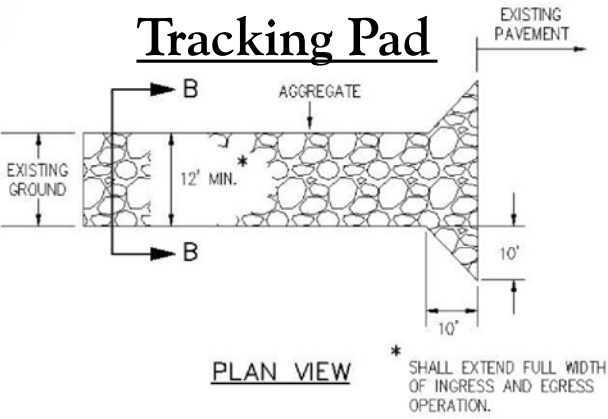 Tracking Pad
EXISTING
PAVEMENT
B
AGGREGATE
EXISTING
GROUND
12' MIN.*
B
10'
10'
PLAN VIEW
* SHALL EXTEND FULL WIDTH
OF INGRESS AND EGRESS
OPERATION.